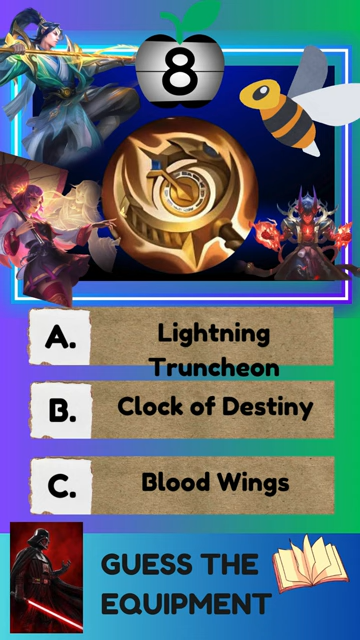 8
A.
Lightning
Truncheon
B.
Clock of Destiny
C.
Blood Wings
GUESS THE
EQUIPMENT